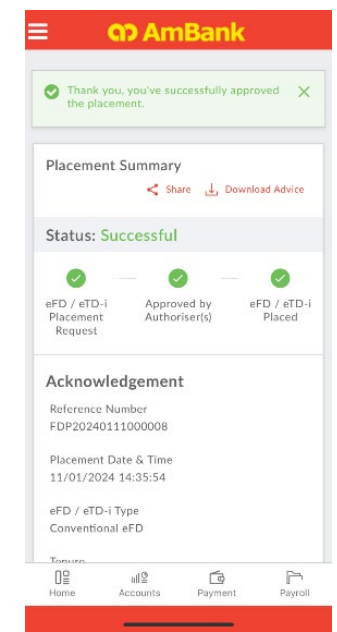 AmBank
Thank you, you've successfully approved
the placement.
Placement Summary
Share Download Advice
Status: Successful
eFD / eTD-i Approved by eFD / eTD-i
Placement Authoriser(s) Placed
Request
Acknowledgement
Reference Number
FDP20240111000008
Placement Date & Time
11/01/2024 14:35:54
eFD / eTD-i Type
Conventional eFD
Tenure
Home Accounts Payment Payroll